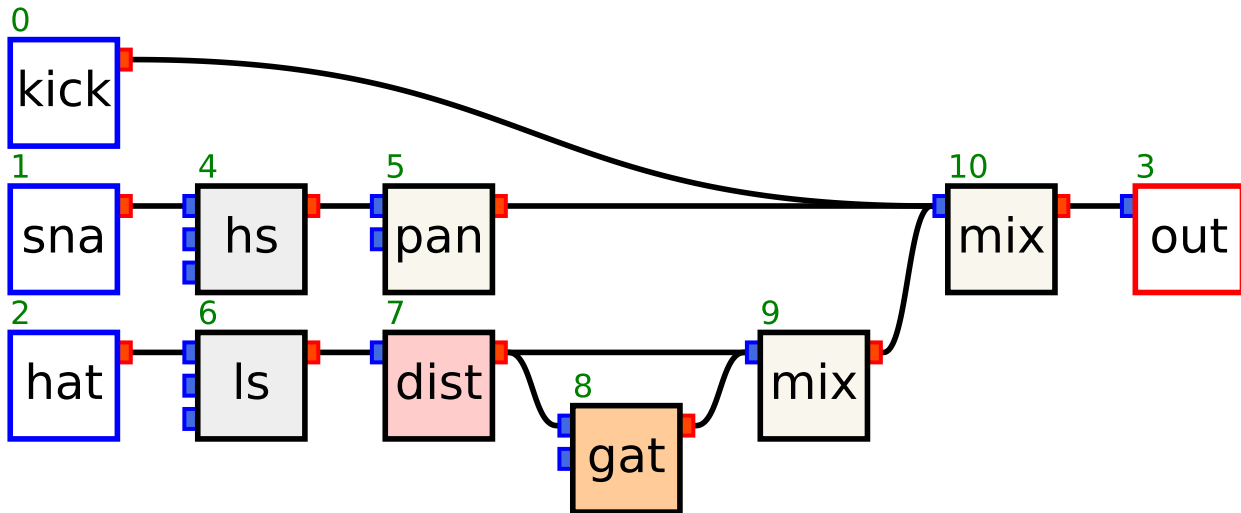 0
kick
1 4 5 10 3
sna hs pan mix out
2 6 7 9
hat ls dist mix
8
gat